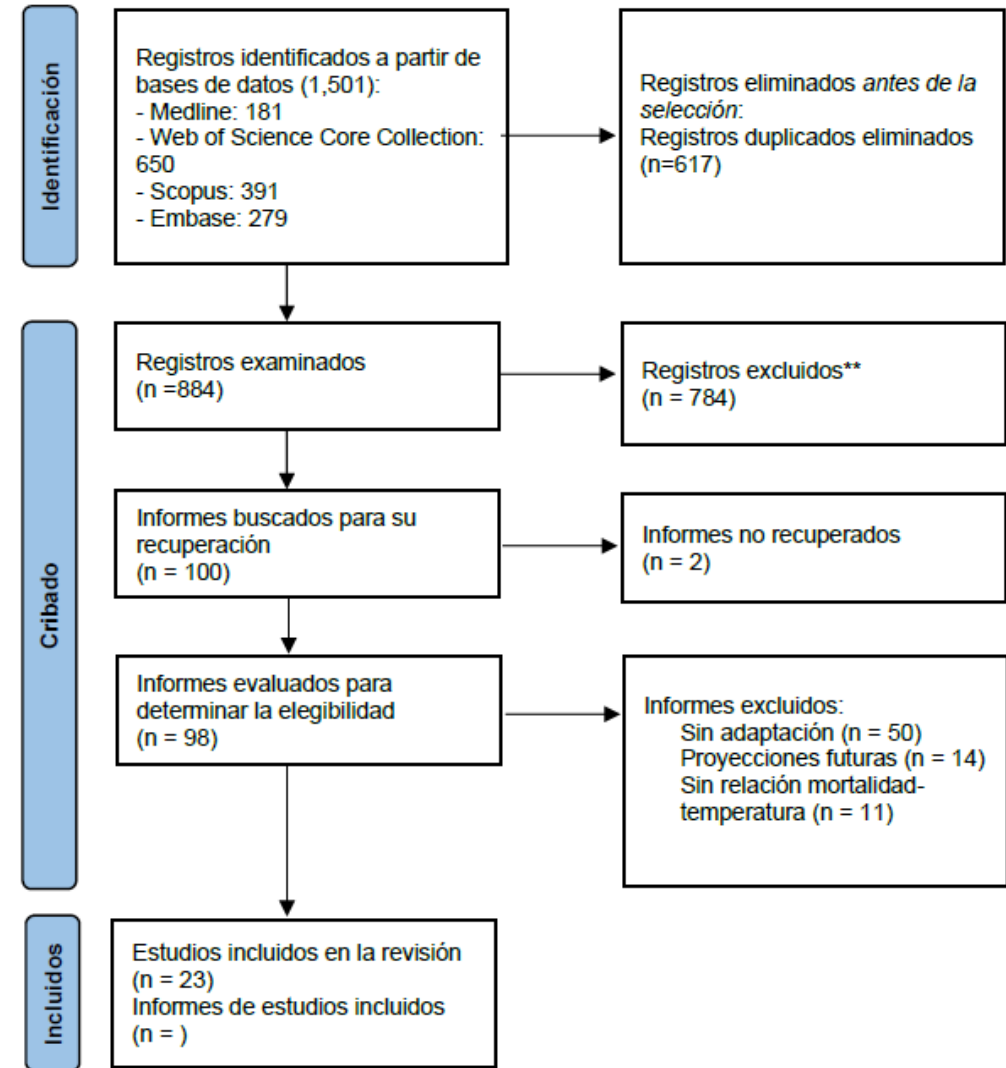 Identificación
Registros identificados a partir de
bases de datos (1,501):
- Medline: 181
- Web of Science Core Collection:
650
- Scopus: 391
- Embase: 279
Registros eliminados antes de la
selección:
Registros duplicados eliminados
(n=617)
Cribado
Registros examinados
(n =884)
Registros excluidos**
(n = 784)
Informes buscados para su
recuperación
(n = 100)
Informes no recuperados
(n = 2)
Informes evaluados para
determinar la elegibilidad
(n = 98)
Informes excluidos:
Sin adaptación (n = 50)
Proyecciones futuras (n = 14)
Sin relación mortalidad-
temperatura (n = 11)
Incluidos
Estudios incluidos en la revisión
(n = 23)
Informes de estudios incluidos
(n = )